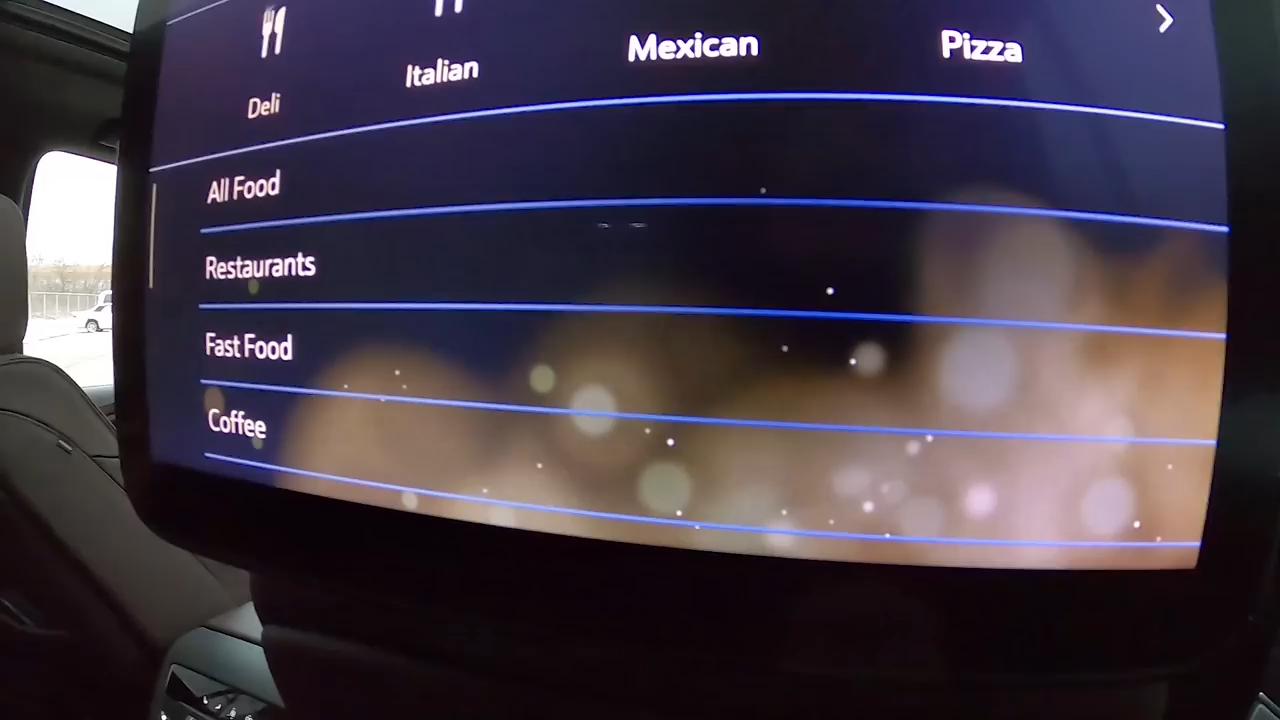 Deli
Italian
Mexican
Pizza
All Food
Restaurants
Fast Food
Coffee